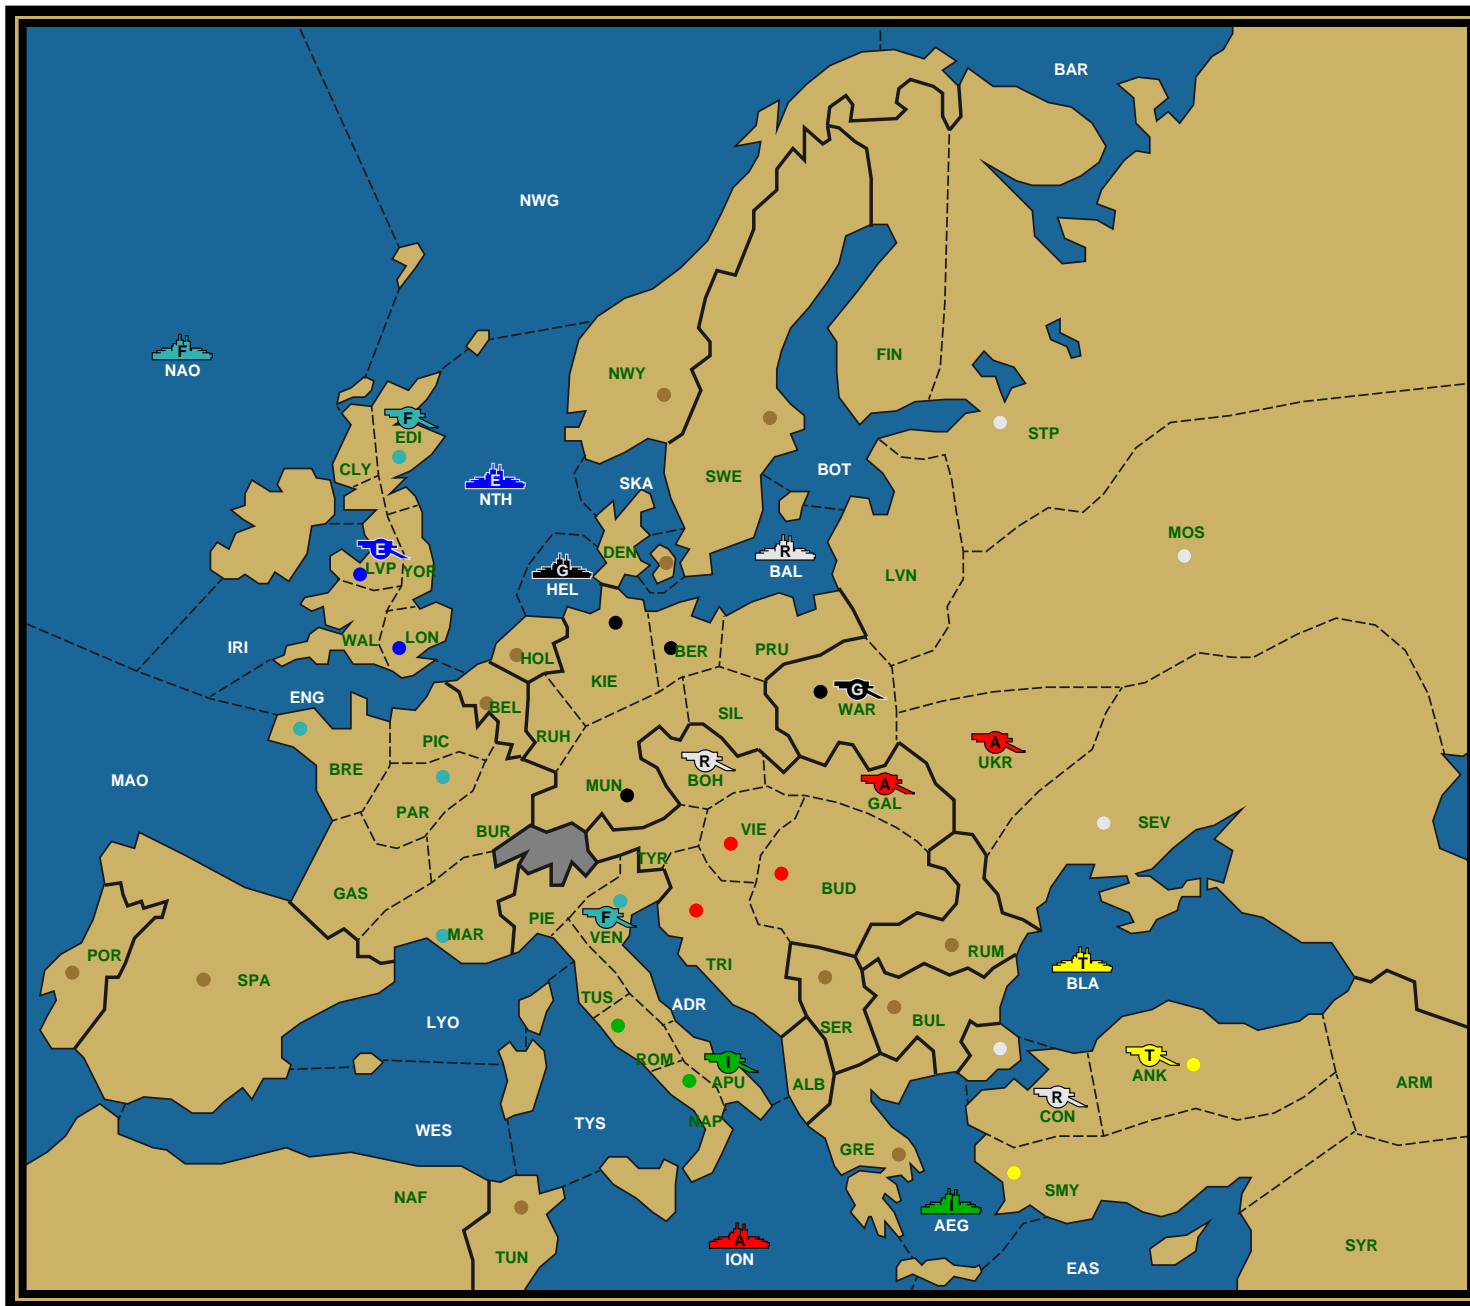 BAR
NWG
F
NAO
FIN
NWY
F
EDI
STP
CLY
SWE
BOT
SKA
E
NTH
MOS
E
LVP
YOR
DEN
G
HEL
R
BAL
LVN
IRI
WAL
LON
HOL
BER
PRU
KIE
ENG
BEL
SIL
G
WAR
PIC
RUH
A
UKR
BRE
R
BOH
MAO
MUN
A
GAL
PAR
BUR
VIE
SEV
TYR
BUD
GAS
PIE
F
VEN
MAR
POR
SPA
TRI
RUM
T
BLA
TUS
ADR
LYO
SER
BUL
ROM
I
APU
ALB
T
ANK
ARM
R
CON
NAP
WES
TYS
GRE
NAF
SMY
I
AEG
TUN
A
ION
EAS
SYR